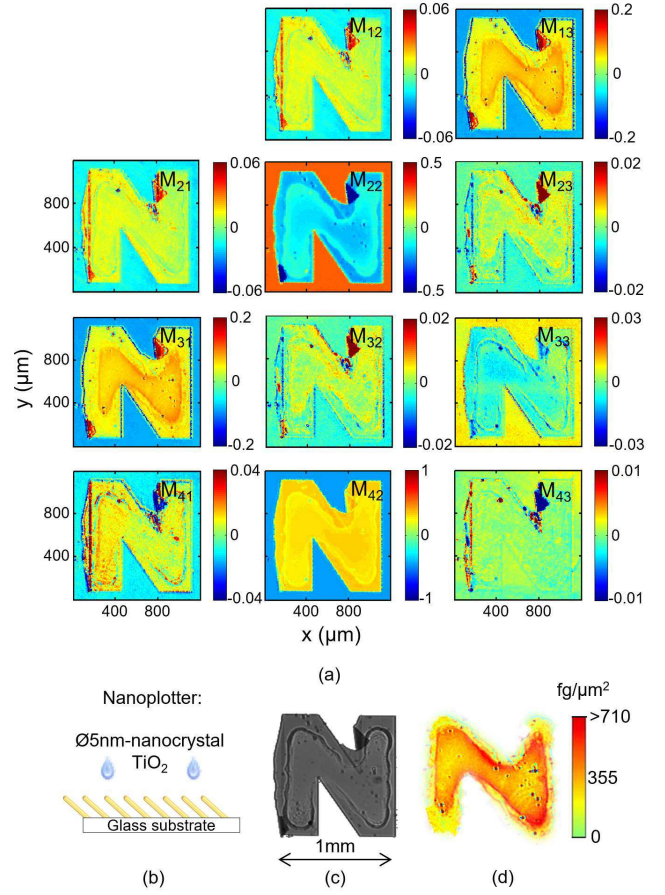 M12
0.06
0
-0.06
M13
0.2
0
-0.2
M21
0.06
0
-0.06
M22
0.5
0
-0.5
M23
0.02
0
-0.02
800
400
M31
0.2
0
-0.2
M32
0.02
0
-0.02
M33
0.03
0
-0.03
800
400
y (µm)
M41
0.04
0
-0.04
M42
1
0
-1
M43
0.01
0
-0.01
800
400
400 800 400 800 400 800
x (µm)
(a)
Nanoplotter:
Ø5nm-nanocrystal
TiO2
Glass substrate
(b)
1mm
(c)
fg/µm²
>710
355
0
(d)